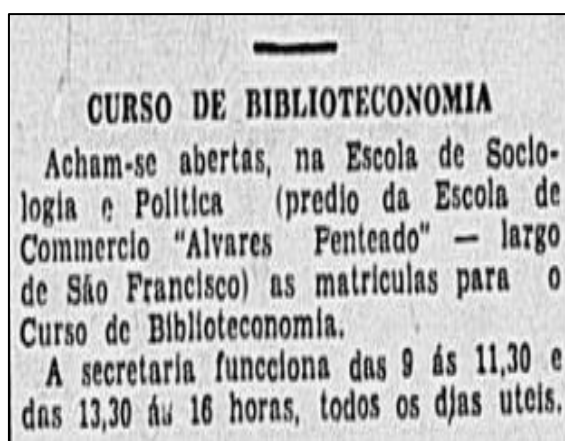 CURSO DE BIBLIOTECONOMIA
Acham-se abertas, na Escola de Socio-
logia e Politica (predio da Escola de
Commercio "Alvares Penteado" — largo
de São Francisco) as matriculas para o
Curso de Biblioteconomia.
A secretaria funcciona das 9 ás 11,30 e
das 13,30 ás 16 horas, todos os dias uteis.